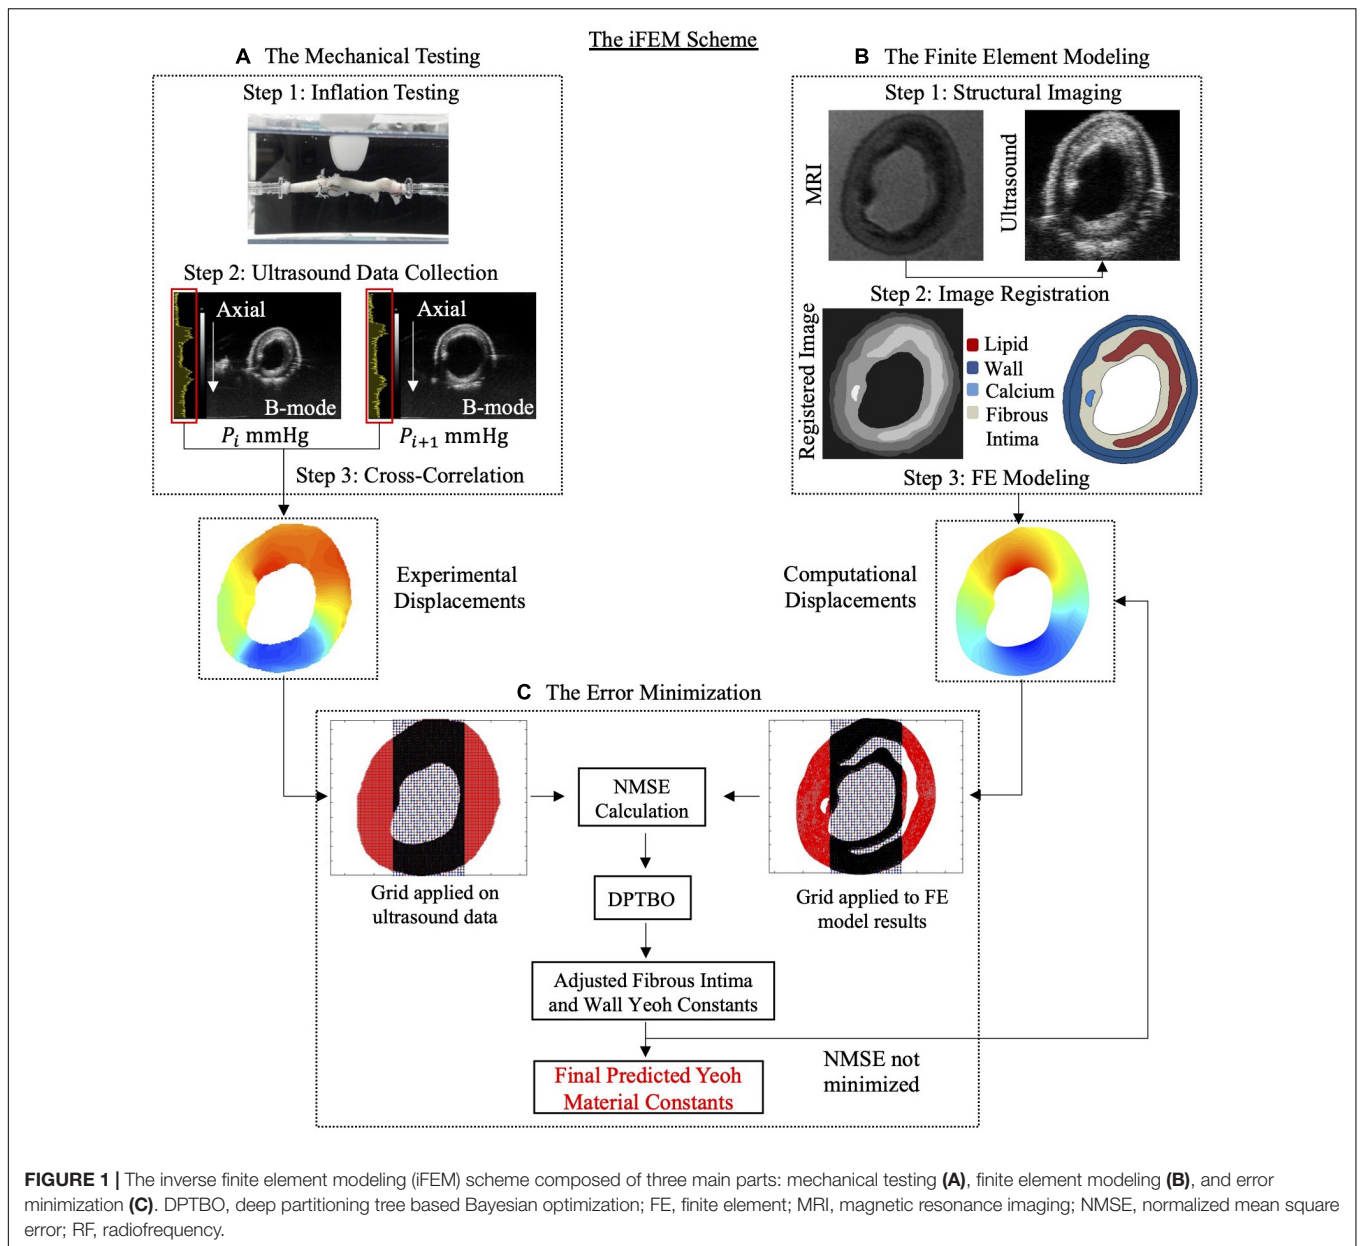 The iFEM Scheme
A The Mechanical Testing
Step 1: Inflation Testing
Step 2: Ultrasound Data Collection
Axial
B-mode
Axial
B-mode
P_i mmHg
P_{i+1} mmHg
Step 3: Cross-Correlation
Experimental
Displacements
B The Finite Element Modeling
Step 1: Structural Imaging
MRI
Ultrasound
Step 2: Image Registration
Registered Image
Lipid
Wall
Calcium
Fibrous
Intima
Step 3: FE Modeling
Computational
Displacements
C The Error Minimization
Grid applied on
ultrasound data
NMSE
Calculation
Grid applied to FE
model results
DPTBO
Adjusted Fibrous Intima
and Wall Yeoh Constants
NMSE not
minimized
Final Predicted Yeoh
Material Constants
FIGURE 1 | The inverse finite element modeling (iFEM) scheme composed of three main parts: mechanical testing (A), finite element modeling (B), and error
minimization (C). DPTBO, deep partitioning tree based Bayesian optimization; FE, finite element; MRI, magnetic resonance imaging; NMSE, normalized mean square
error; RF, radiofrequency.